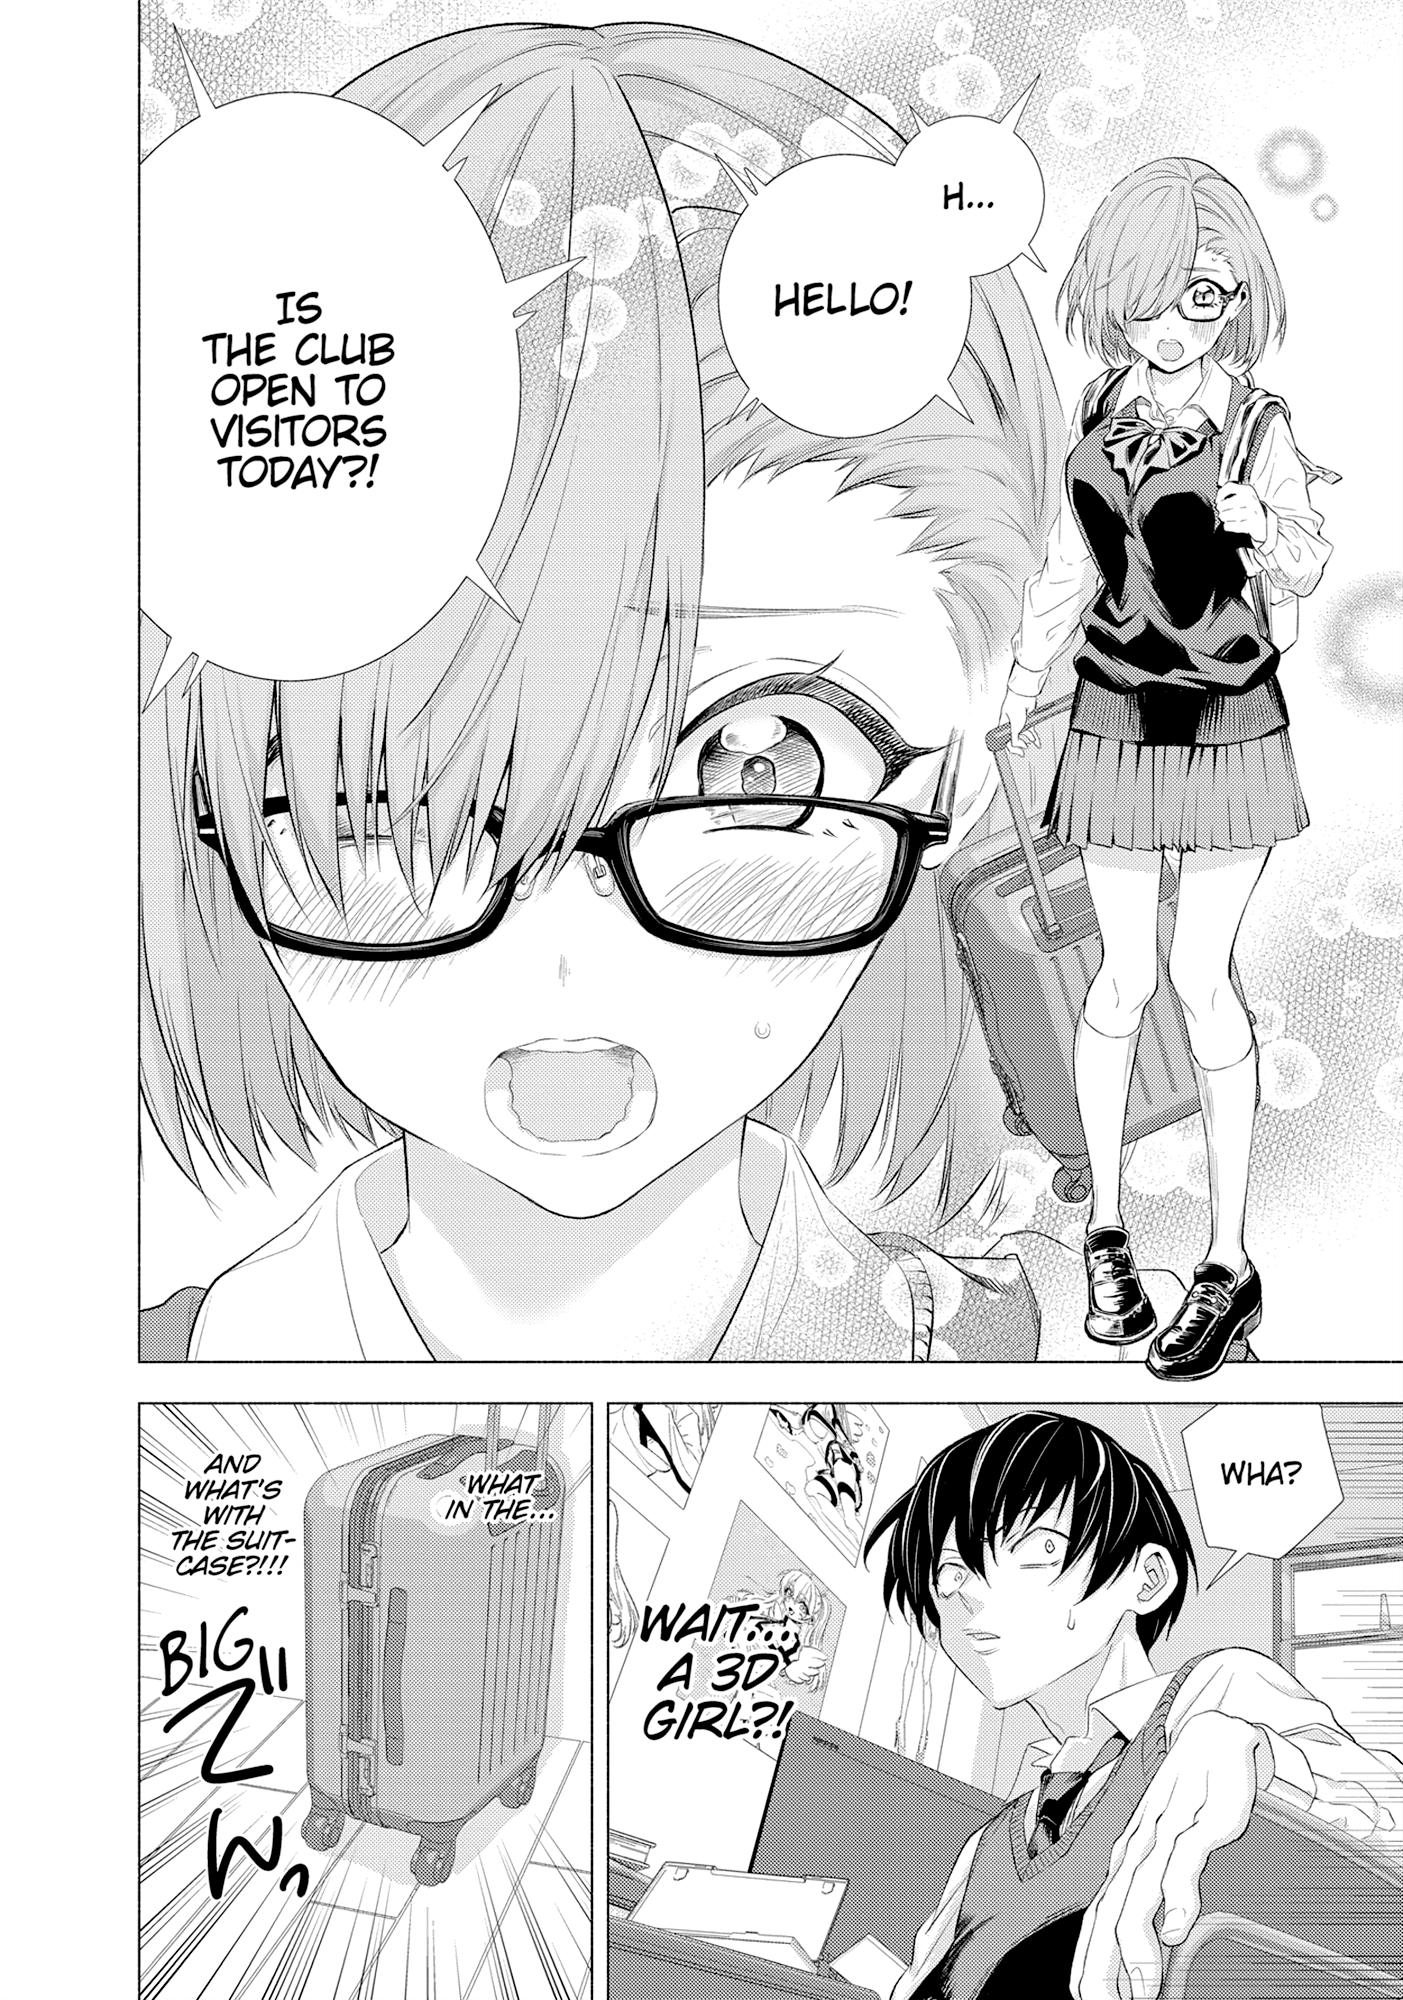 H...
HELLO!
IS
THE CLUB
OPEN TO
VISITORS
TODAY?!
WHA?
WAIT...
A 3D
GIRL?!
WHAT
IN THE...
AND
WHAT'S
WITH
THE SUIT-
CASE?!!!
BIG